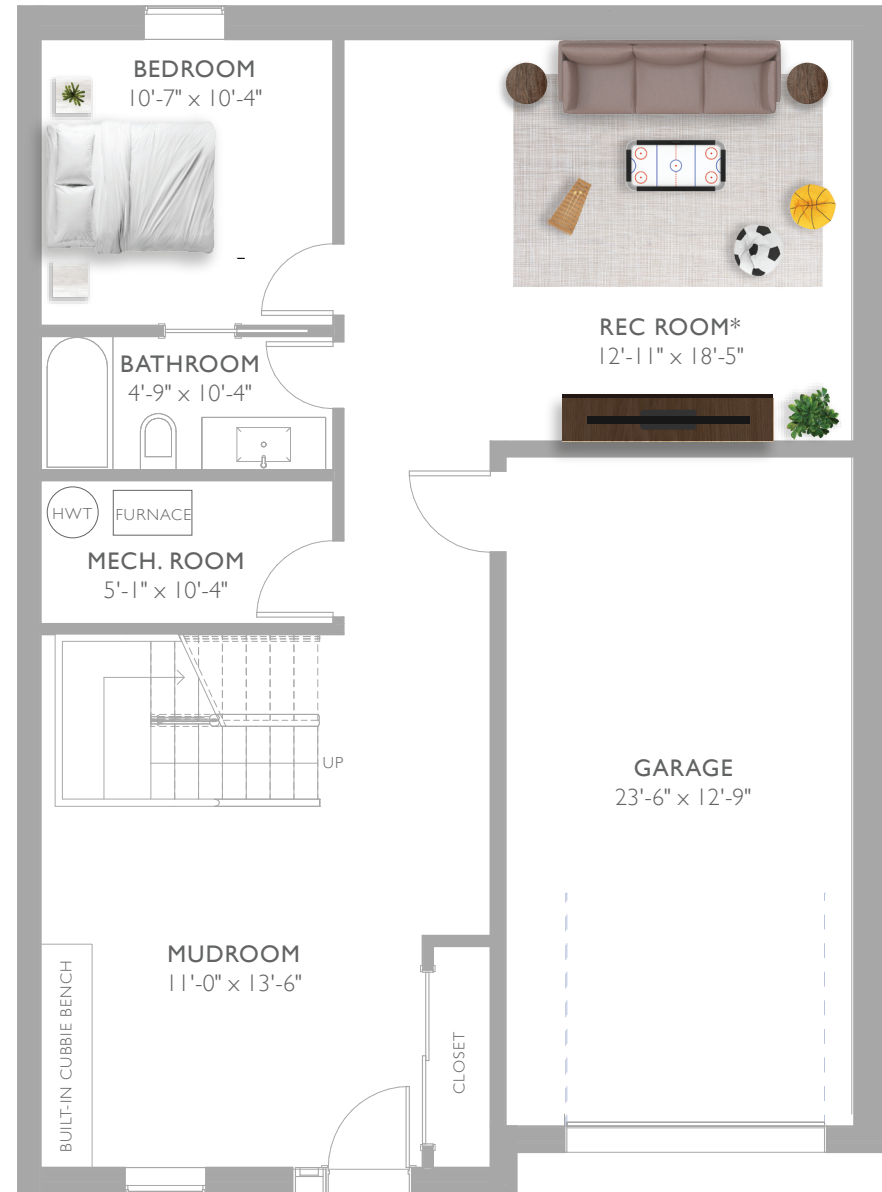 BEDROOM
10'-7" x 10'-4"
REC ROOM*
12'-11" x 18'-5"
BATHROOM
4'-9" x 10'-4"
HWT
FURNACE
MECH. ROOM
5'-1" x 10'-4"
UP
GARAGE
23'-6" x 12'-9"
MUDROOM
11'-0" x 13'-6"
BUILT-IN CUBBIE BENCH
CLOSET